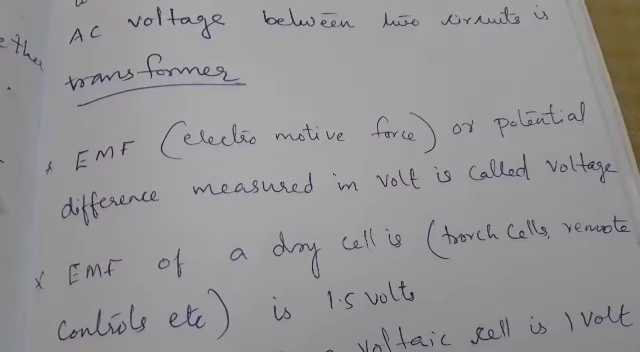 AC voltage between two circuits is
ether
transformer
* EMF (electro motive force) or potential
difference measured in volt is called voltage
* EMF of a dry cell is (torch cells, remote
controls etc) is 1.5 volts
voltaic cell is 1 volt